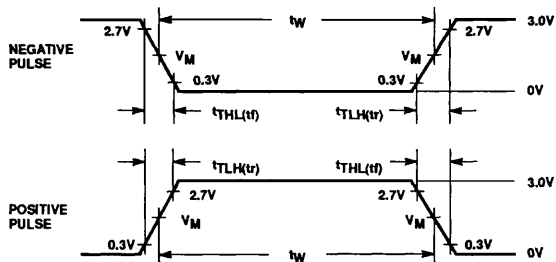 tW
3.0V
2.7V
2.7V
NEGATIVE
PULSE
VM
VM
0.3V
0.3V
0V
tTHL(tf)
tTLH(tr)
tTLH(tr)
tTHL(tf)
3.0V
2.7V
2.7V
POSITIVE
PULSE
VM
VM
0.3V
0.3V
0V
tW